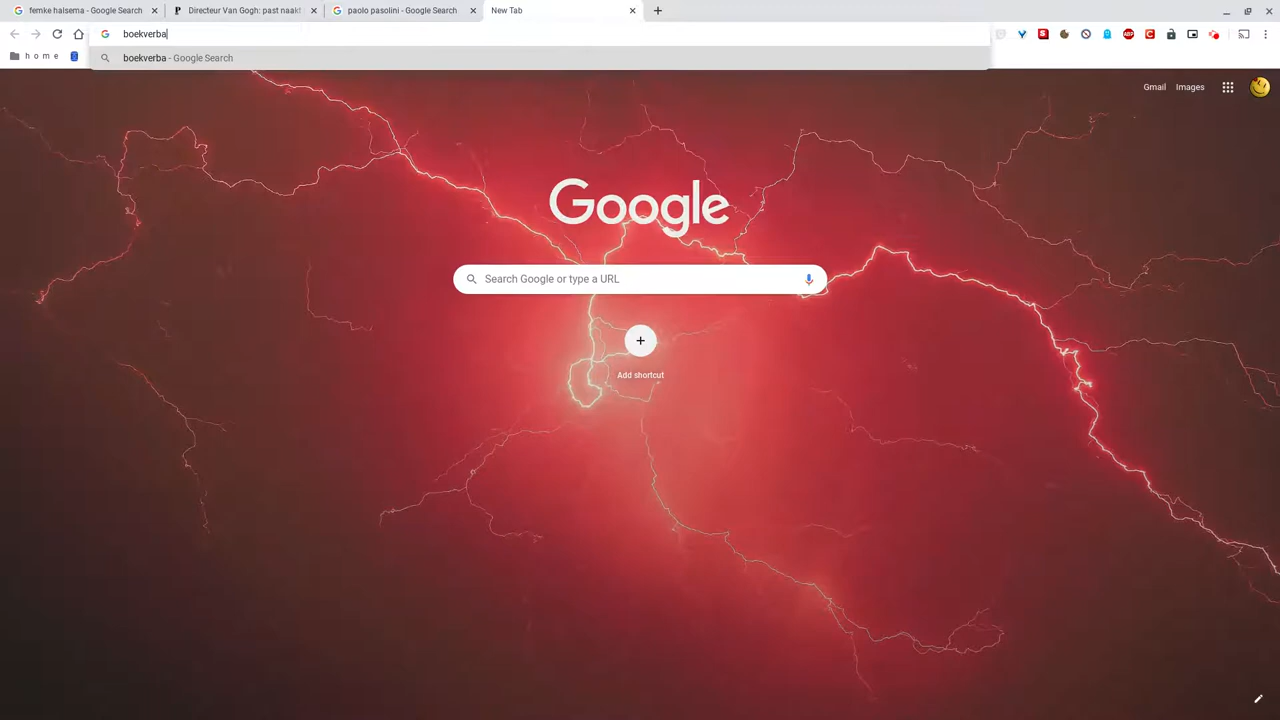 femke halsema - Google Search
Directeur Van Gogh: past naakt
paolo pasolini - Google Search
New Tab
boekverba
home
boekverba - Google Search
Gmail
Images
Google
Search Google or type a URL
Add shortcut